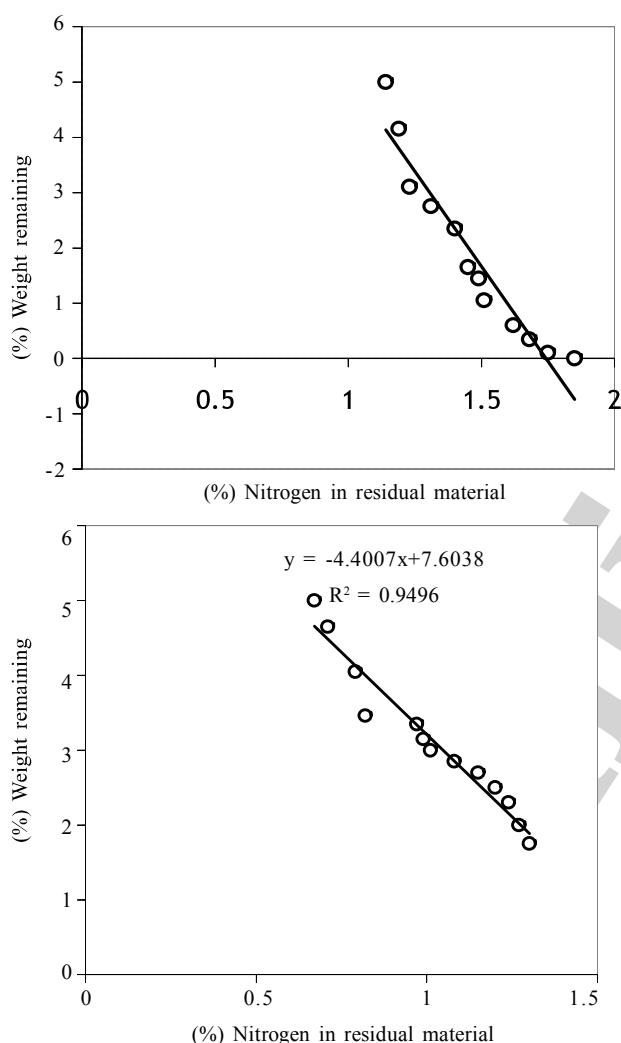 6
5
4
3
2
1
0
0 0.5 1 1.5 2
-1
-2
(%) Weight remaining
(%) Nitrogen in residual material
y = -4.4007x+7.6038
R² = 0.9496
6
5
4
3
2
1
0
0 0.5 1 1.5
(%) Weight remaining
(%) Nitrogen in residual material